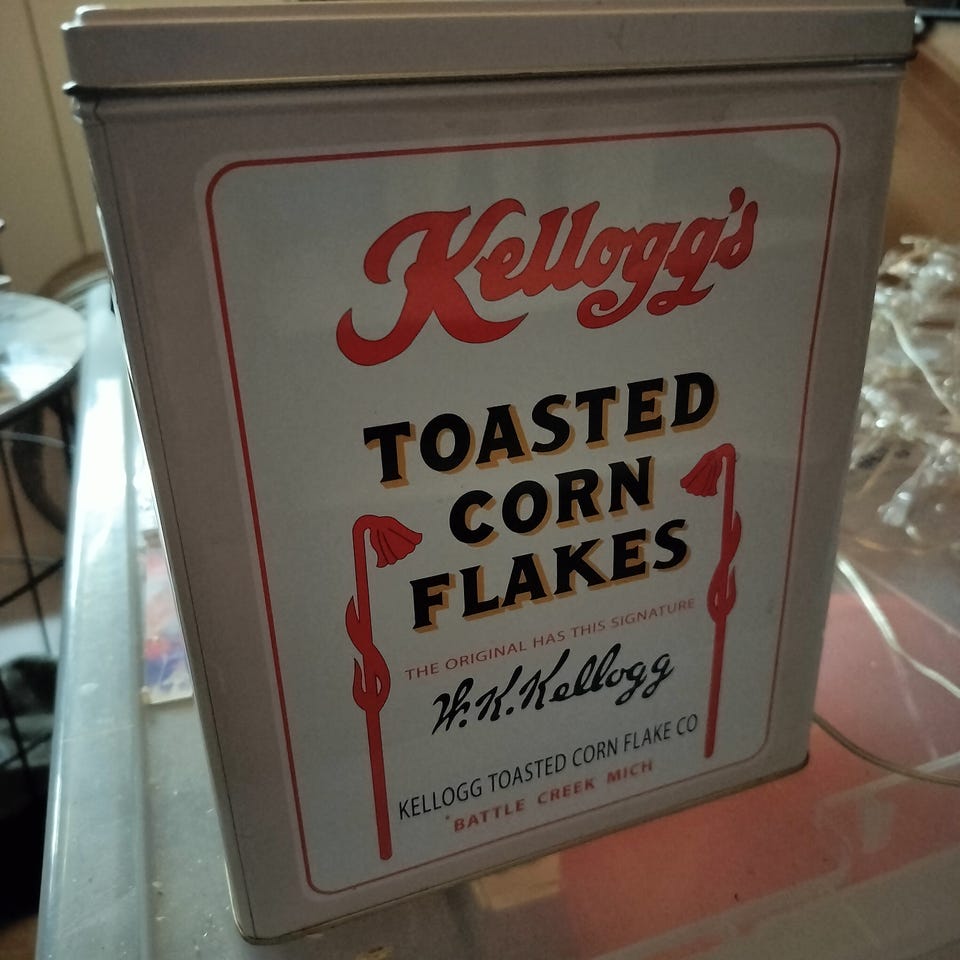 Kellogg's
TOASTED
CORN
FLAKES
THE ORIGINAL HAS THIS SIGNATURE
W.K.Kellogg
KELLOGG TOASTED CORN FLAKE CO
BATTLE CREEK MICH